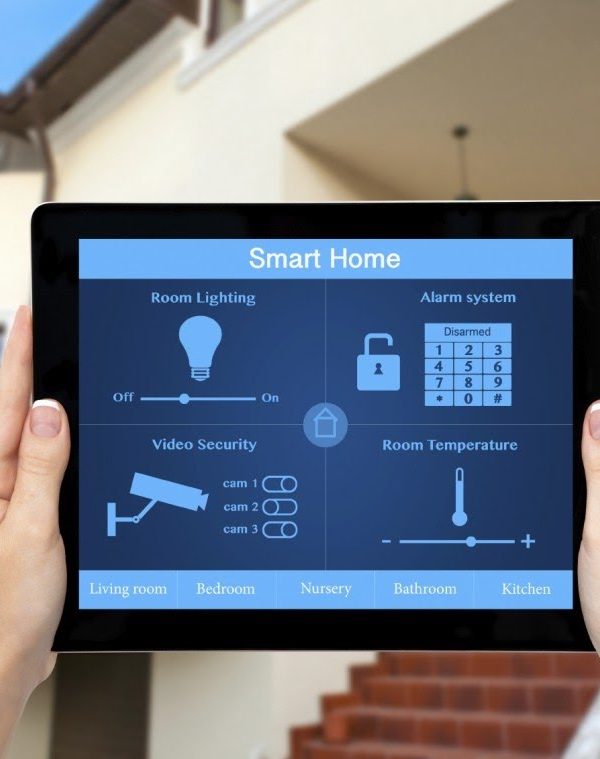 Smart Home
Room Lighting
Off On
Alarm system
Disarmed
1 2 3
4 5 6
7 8 9
* 0 #
Video Security
cam 1
cam 2
cam 3
Room Temperature
- +
Living room Bedroom Nursery Bathroom Kitchen